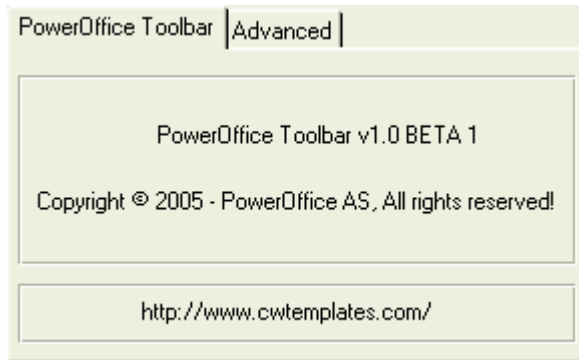 PowerOffice Toolbar Advanced
PowerOffice Toolbar v1.0 BETA 1
Copyright © 2005 - PowerOffice AS, All rights reserved!
http://www.cwtemplates.com/